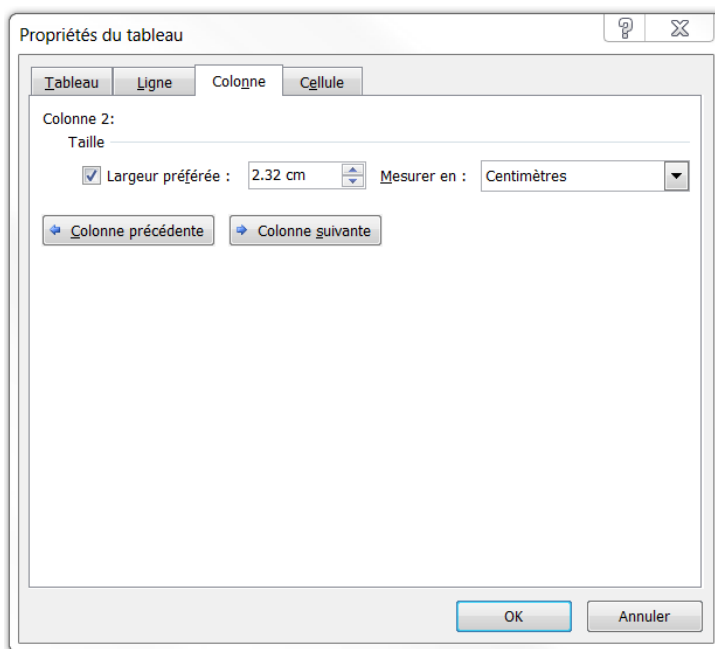 Propriétés du tableau
Tableau Ligne Colonne Cellule
Colonne 2:
Taille
Largeur préférée : 2.32 cm Mesurer en : Centimètres
Colonne précédente Colonne suivante
OK Annuler